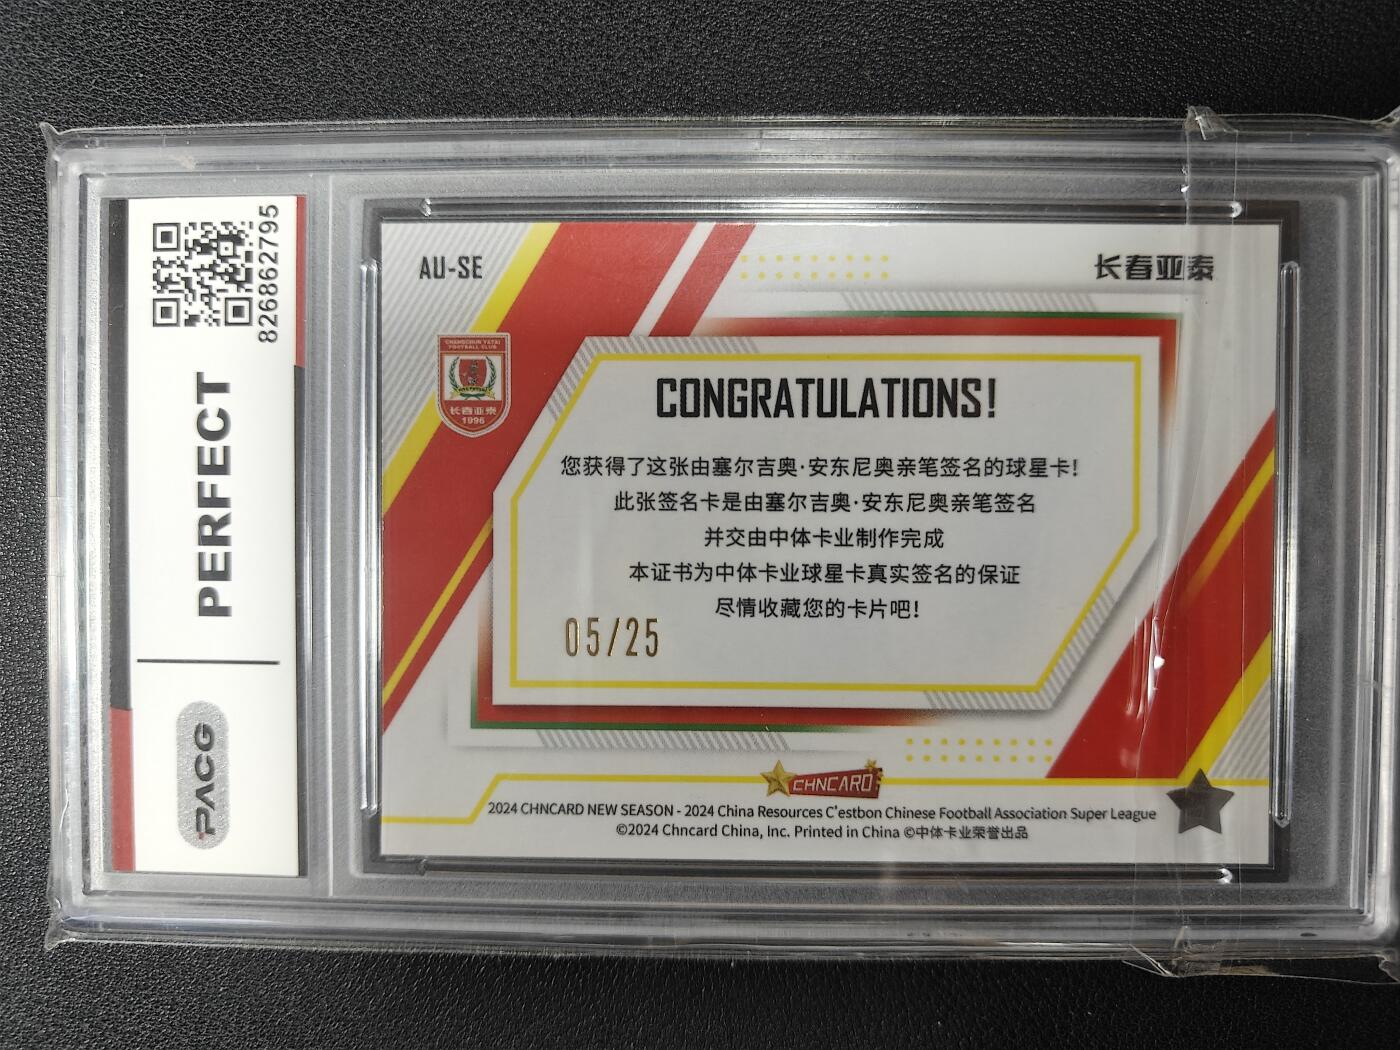 826862795
PERFECT
PACG
AU-SE
长春亚泰
CHANGCHUN YATAI
FOOTBALL CLUB
长春亚泰
1996
CONGRATULATIONS!
您获得了这张由塞尔吉奥·安东尼奥亲笔签名的球星卡!
此张签名卡是由塞尔吉奥·安东尼奥亲笔签名
并交由中体卡业制作完成
本证书为中体卡业球星卡真实签名的保证
尽情收藏您的卡片吧!
05/25
CHNCARD
2024 CHNCARD NEW SEASON - 2024 China Resources C'estbon Chinese Football Association Super League
©2024 Chncard China, Inc. Printed in China ©中体卡业荣誉出品